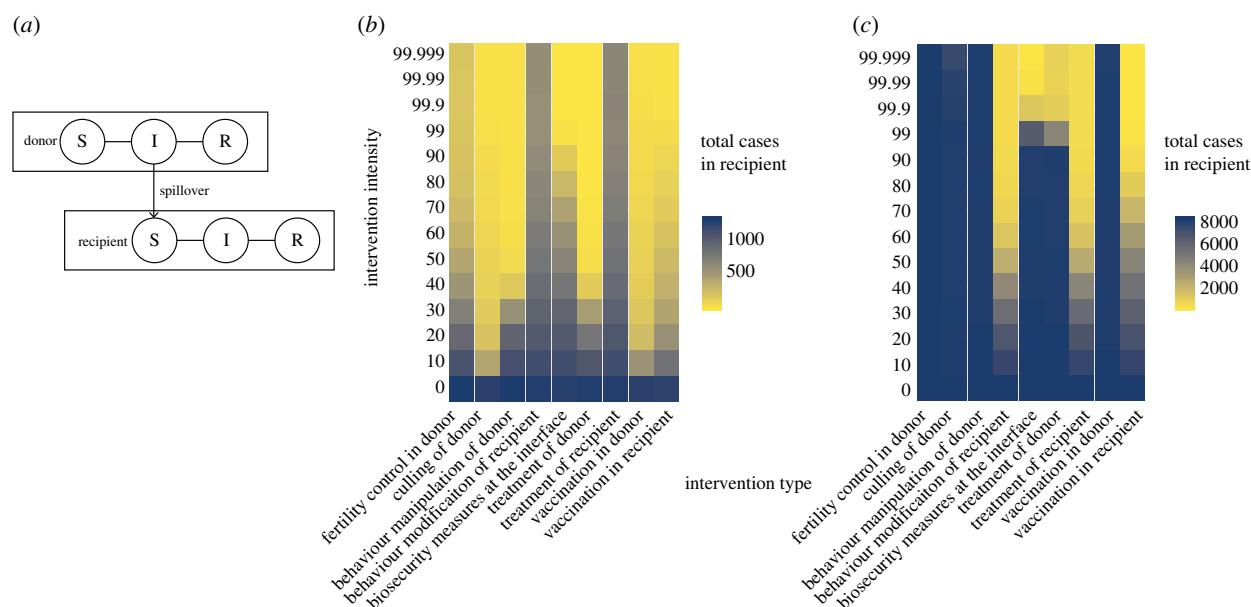 (a)
donor
S
I
R
spillover
recipient
S
I
R
(b)
intervention intensity
99.999
99.99
99.9
99
90
80
70
60
50
40
30
20
10
0
fertility control in donor
culling of donor
behaviour manipulation of donor
behaviour modificaiton of recipient
biosecurity measures at the interface
treatment of donor
treatment of recipient
vaccination in donor
vaccination in recipient
total cases
in recipient
1000
500
intervention type
(c)
99.999
99.99
99.9
99
90
80
70
60
50
40
30
20
10
0
fertility control in donor
culling of donor
behaviour manipulation of donor
behaviour modificaiton of recipient
biosecurity measures at the interface
treatment of donor
treatment of recipient
vaccination in donor
vaccination in recipient
total cases
in recipient
8000
6000
4000
2000